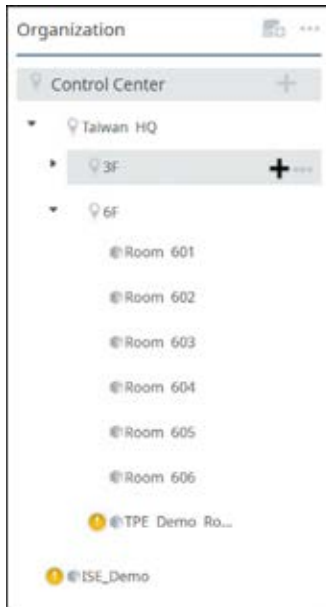 Organization
Control Center
Taiwan HQ
3F
6F
Room 601
Room 602
Room 603
Room 604
Room 605
Room 606
TPE Demo Ro...
ISE_Demo